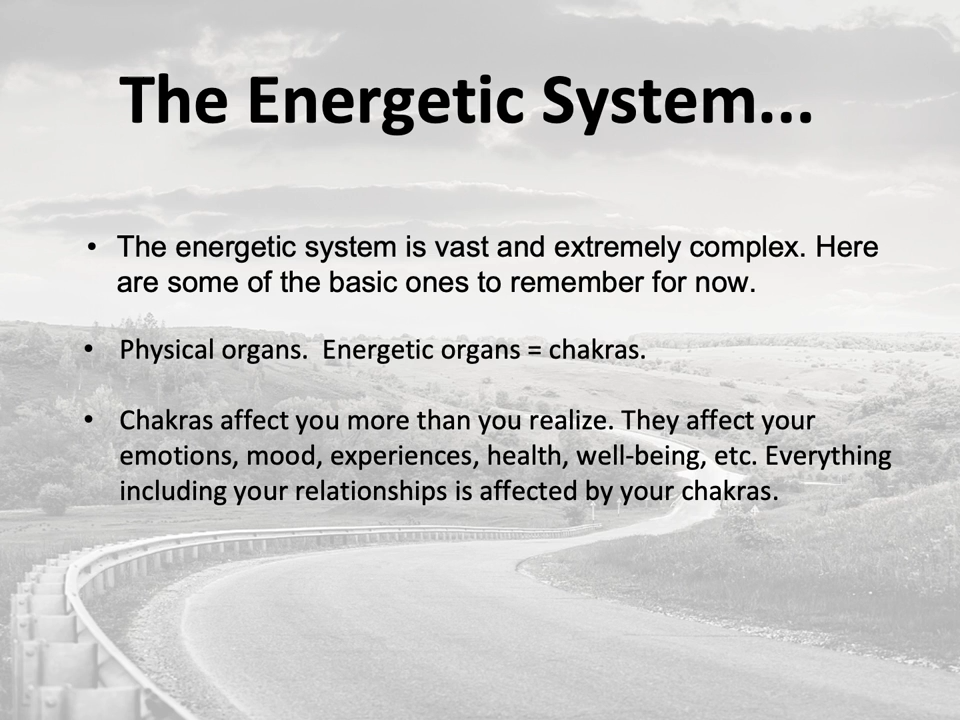 The Energetic System...
• The energetic system is vast and extremely complex. Here
are some of the basic ones to remember for now.
• Physical organs.  Energetic organs = chakras.
• Chakras affect you more than you realize. They affect your
emotions, mood, experiences, health, well-being, etc. Everything
including your relationships is affected by your chakras.